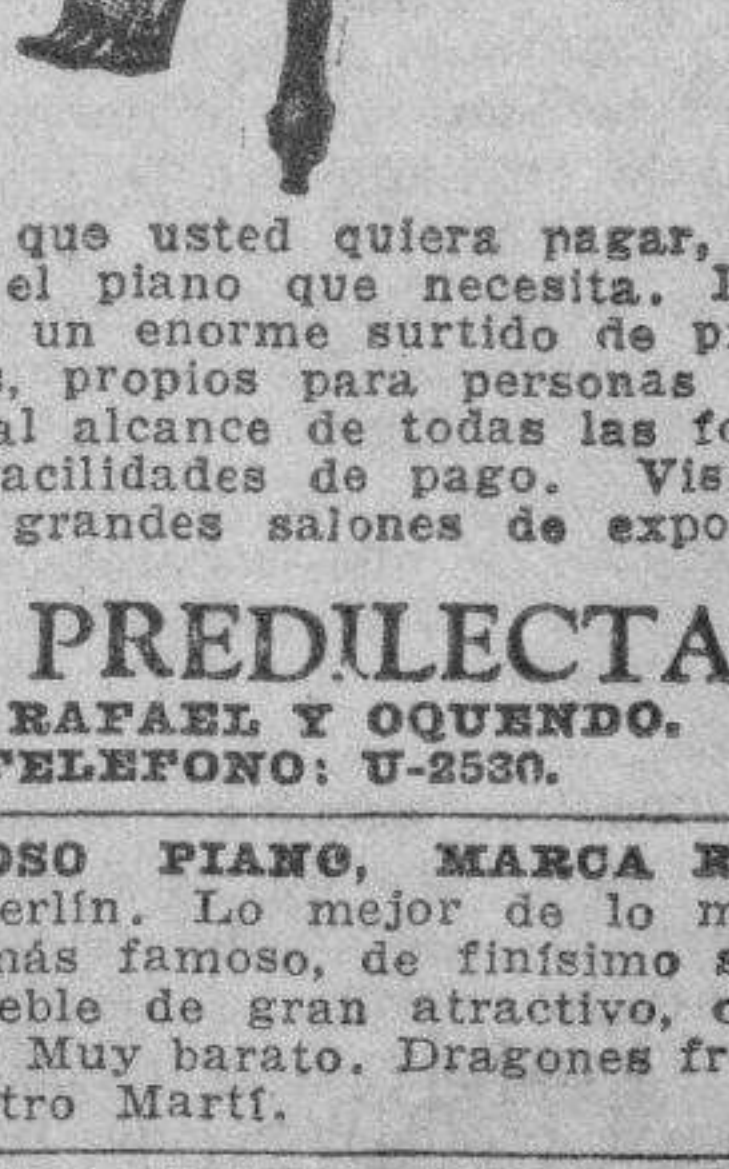 que usted quiera pagar,
el piano que necesita.
un enorme surtido de
propios para personas
al alcance de todas las
acilidades de pago. Vis
grandes salones de expo
PREDILECTA
RAFAEL Y OQUENDO.
TELEFONO: U-2530.
OSO PIANO, MARCA R
erlín. Lo mejor de lo m
más famoso, de finísimo s
eble de gran atractivo,
Muy barato. Dragones fr
tro Martí.